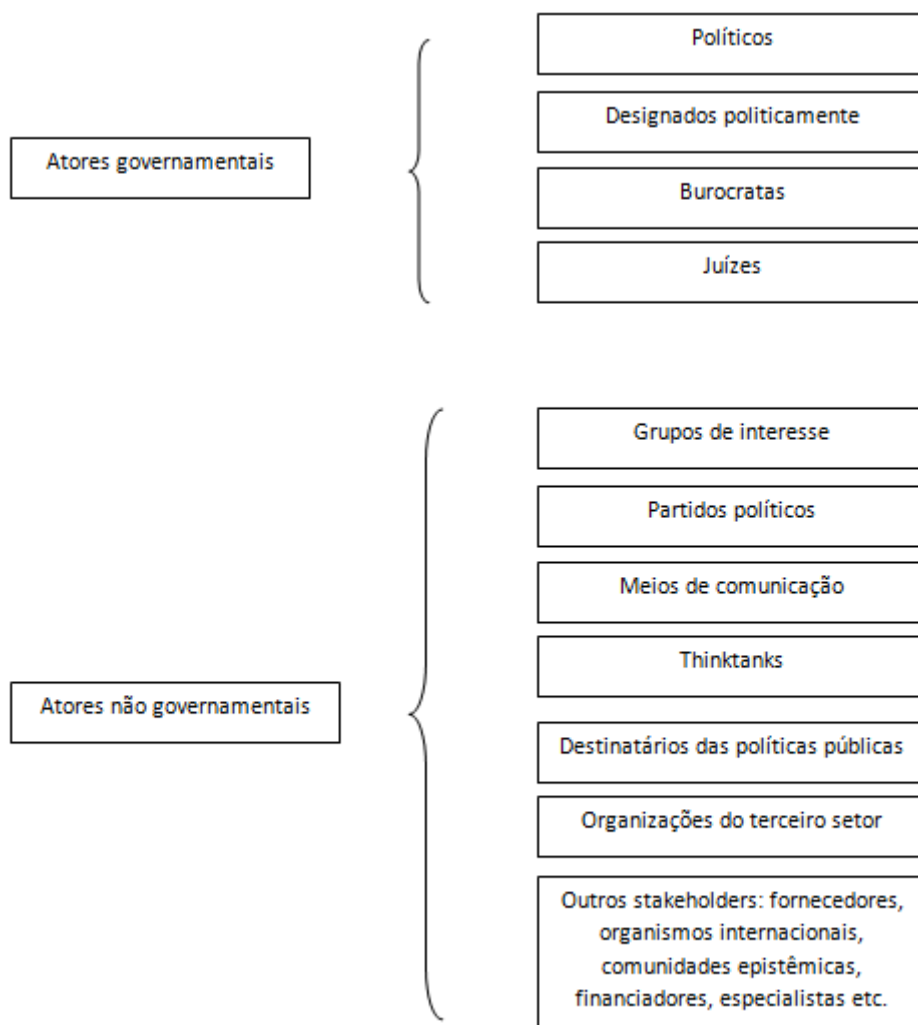 Atores governamentais
Políticos
Designados politicamente
Burocratas
Juízes
Atores não governamentais
Grupos de interesse
Partidos políticos
Meios de comunicação
Thinktanks
Destinatários das políticas públicas
Organizações do terceiro setor
Outros stakeholders: fornecedores,
organismos internacionais,
comunidades epistêmicas,
financiadores, especialistas etc.